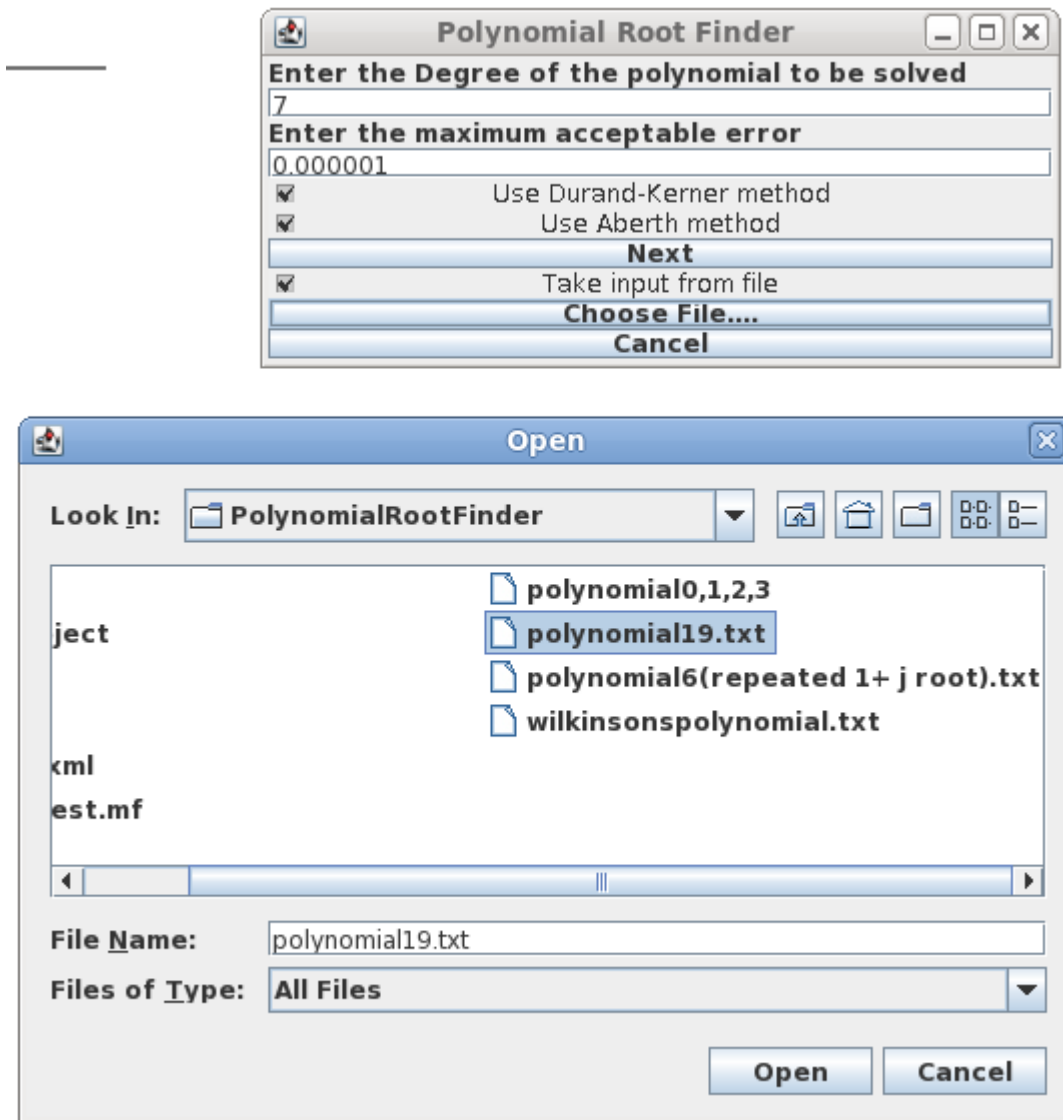 Polynomial Root Finder
Enter the Degree of the polynomial to be solved
7
Enter the maximum acceptable error
0.000001
Use Durand-Kerner method
Use Aberth method
Next
Take input from file
Choose File....
Cancel
Open
Look In: PolynomialRootFinder
polynomial0,1,2,3
ject polynomial19.txt
polynomial6(repeated 1+ j root).txt
wilkinsonspolynomial.txt
xml
est.mf
File Name: polynomial19.txt
Files of Type: All Files
Open Cancel